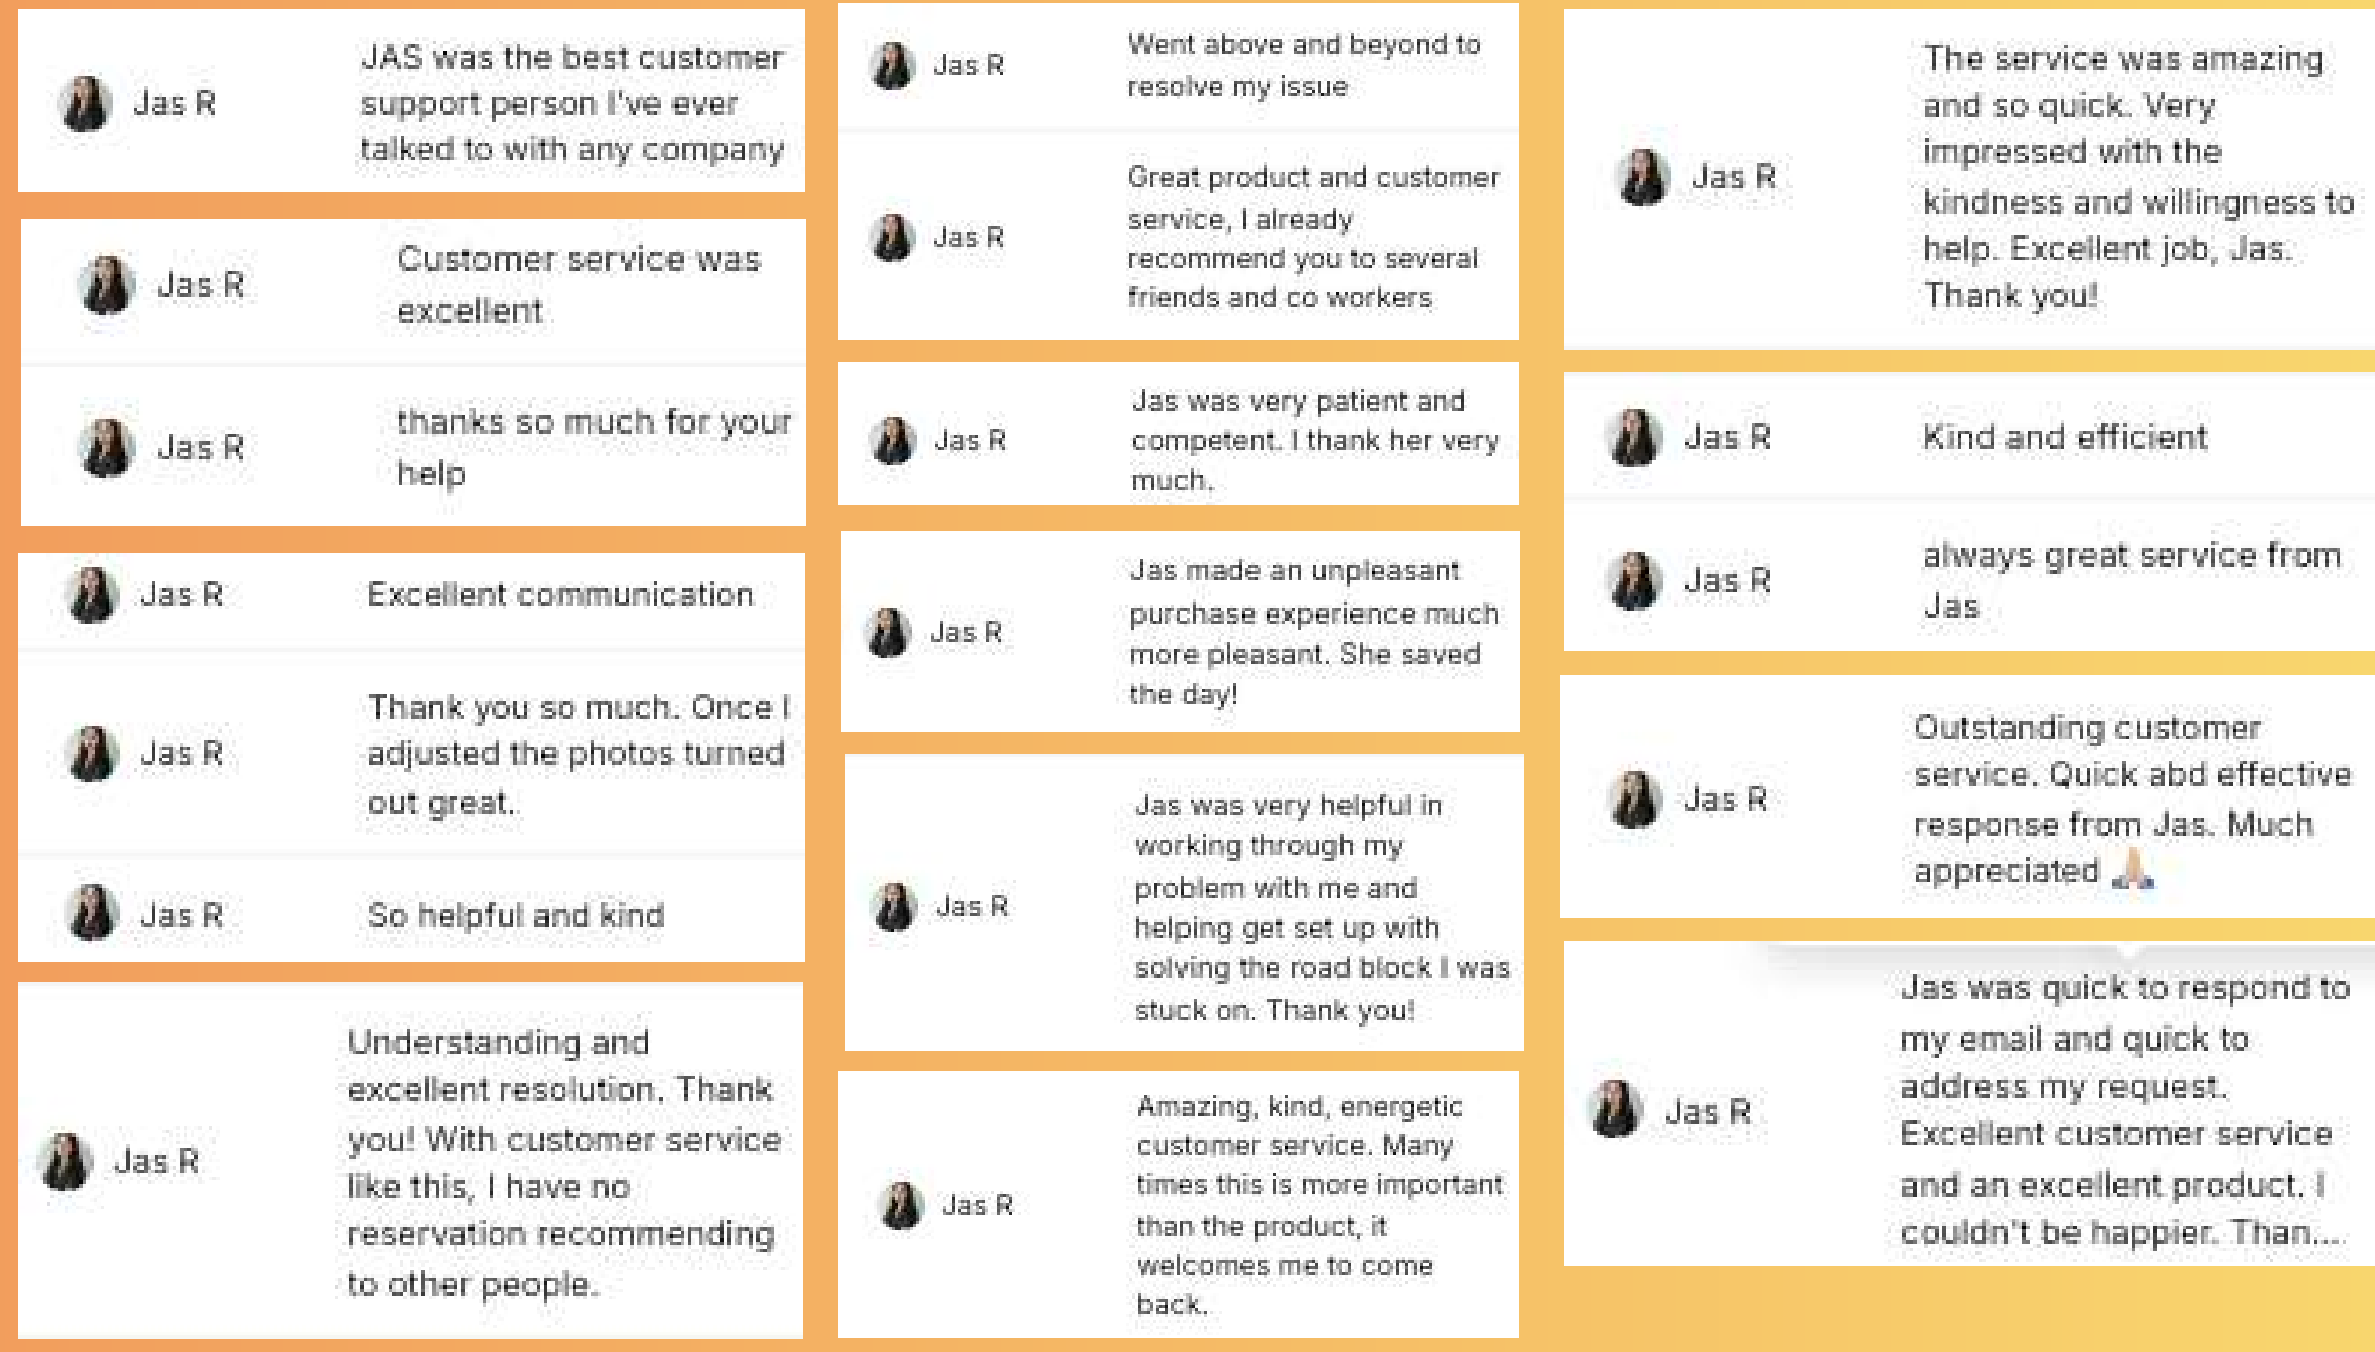 Jas R
JAS was the best customer
support person I've ever
talked to with any company
Jas R
Customer service was
excellent
Jas R
thanks so much for your
help
Jas R
Excellent communication
Jas R
Thank you so much. Once I
adjusted the photos turned
out great.
Jas R
So helpful and kind
Jas R
Understanding and
excellent resolution. Thank
you! With customer service
like this, I have no
reservation recommending
to other people.
Jas R
Went above and beyond to
resolve my issue
Jas R
Great product and customer
service, I already
recommend you to several
friends and co workers
Jas R
Jas was very patient and
competent. I thank her very
much.
Jas R
Jas made an unpleasant
purchase experience much
more pleasant. She saved
the day!
Jas R
Jas was very helpful in
working through my
problem with me and
helping get set up with
solving the road block I was
stuck on. Thank you!
Jas R
Amazing, kind, energetic
customer service. Many
times this is more important
than the product, it
welcomes me to come
back.
Jas R
The service was amazing
and so quick. Very
impressed with the
kindness and willingness to
help. Excellent job, Jas.
Thank you!
Jas R
Kind and efficient
Jas R
always great service from
Jas
Jas R
Outstanding customer
service. Quick abd effective
response from Jas. Much
appreciated 🙏🏼
Jas R
Jas was quick to respond to
my email and quick to
address my request.
Excellent customer service
and an excellent product. I
couldn't be happier. Than...